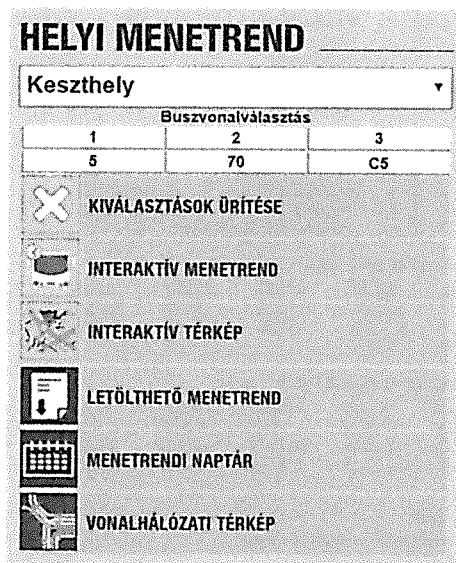 HELYI MENETREND
Keszthely
Buszvonalválasztás
1 2 3
5 70 C5
KIVÁLASZTÁSOK ÜRÍTÉSE
INTERAKTÍV MENETREND
INTERAKTÍV TÉRKÉP
LETÖLTHETŐ MENETREND
MENETRENDI NAPTÁR
VONALHÁLÓZATI TÉRKÉP